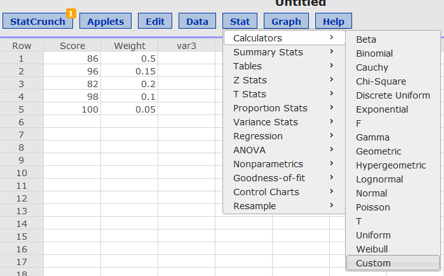 Untitled
StatCrunch 1 Applets Edit Data Stat Graph Help
Row Score Weight var3
1 86 0.5
2 96 0.15
3 82 0.2
4 98 0.1
5 100 0.05
6
7
8
9
10
11
12
13
14
15
16
17
18
Calculators
Summary Stats
Tables
Z Stats
T Stats
Proportion Stats
Variance Stats
Regression
ANOVA
Nonparametrics
Goodness-of-fit
Control Charts
Resample
Beta
Binomial
Cauchy
Chi-Square
Discrete Uniform
Exponential
F
Gamma
Geometric
Hypergeometric
Lognormal
Normal
Poisson
T
Uniform
Weibull
Custom